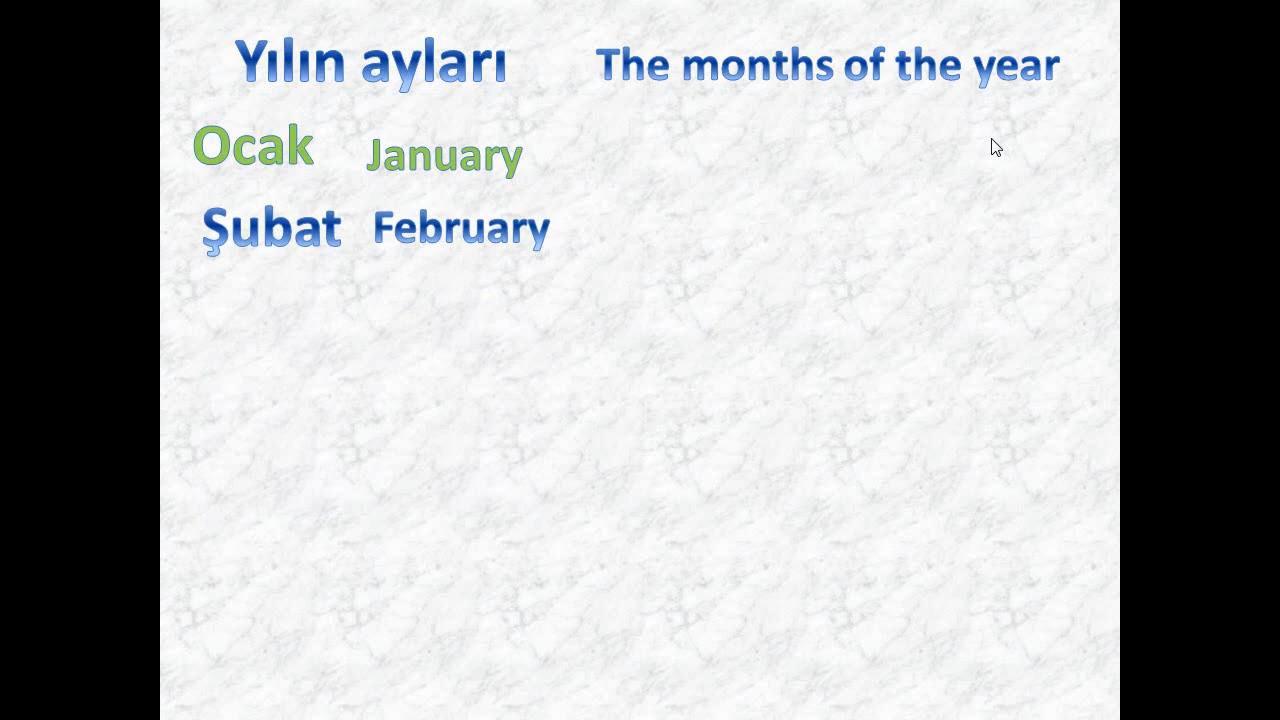 Yılın ayları The months of the year
Ocak January
Şubat February